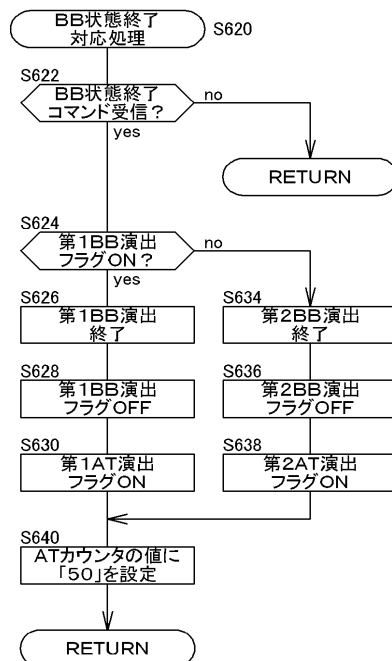 BB状態終了
対応処理
S620
S622
BB状態終了
コマンド受信？
no
yes
RETURN
S624
第1BB演出
フラグON？
no
yes
S626
第1BB演出
終了
S634
第2BB演出
終了
S628
第1BB演出
フラグOFF
S636
第2BB演出
フラグOFF
S630
第1AT演出
フラグON
S638
第2AT演出
フラグON
S640
ATカウンタの値に
「50」を設定
RETURN